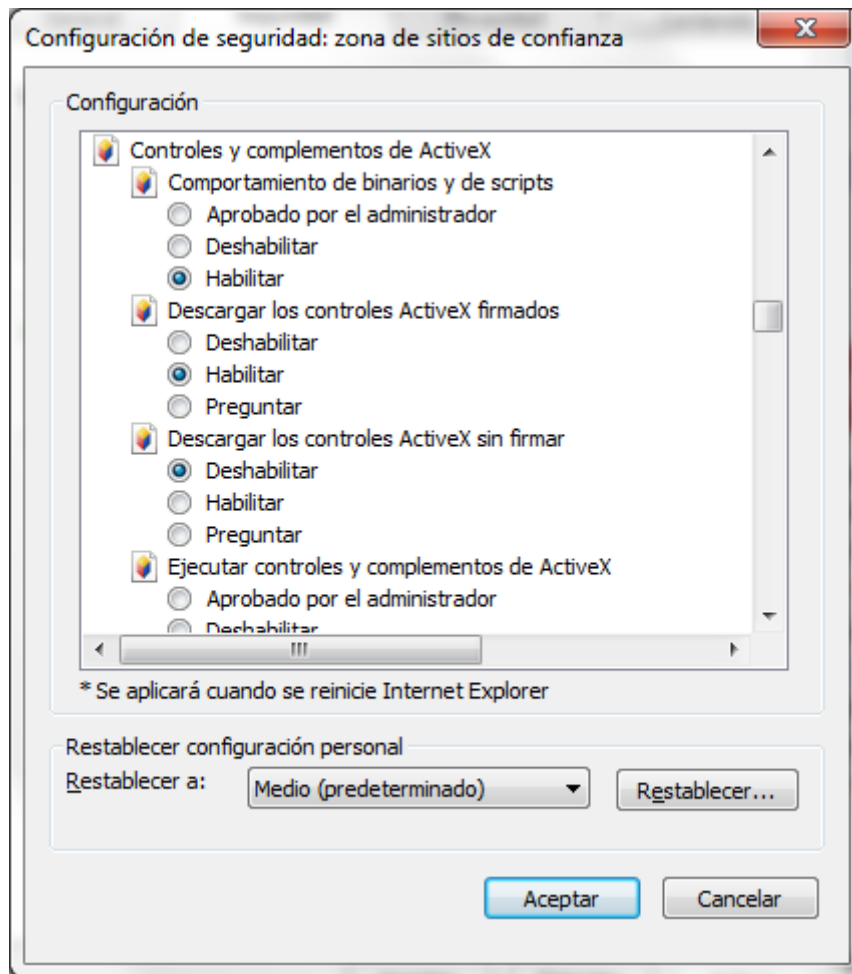 Configuración de seguridad: zona de sitios de confianza
Configuración
Controles y complementos de ActiveX
Comportamiento de binarios y de scripts
Aprobado por el administrador
Deshabilitar
Habilitar
Descargar los controles ActiveX firmados
Deshabilitar
Habilitar
Preguntar
Descargar los controles ActiveX sin firmar
Deshabilitar
Habilitar
Preguntar
Ejecutar controles y complementos de ActiveX
Aprobado por el administrador
Deshabilitar
* Se aplicará cuando se reinicie Internet Explorer
Restablecer configuración personal
Restablecer a: Medio (predeterminado) Restablecer...
Aceptar Cancelar